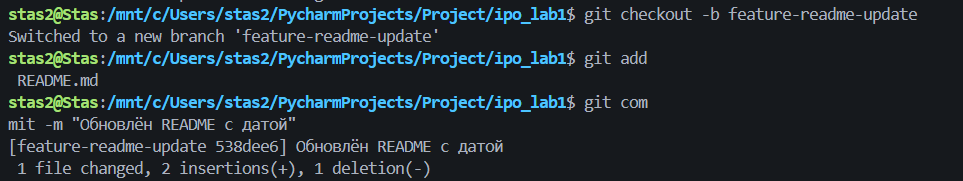 stas2@Stas:/mnt/c/Users/stas2/PycharmProjects/Project/ipo_lab1$ git checkout -b feature-readme-update
Switched to a new branch 'feature-readme-update'
stas2@Stas:/mnt/c/Users/stas2/PycharmProjects/Project/ipo_lab1$ git add
 README.md
stas2@Stas:/mnt/c/Users/stas2/PycharmProjects/Project/ipo_lab1$ git com
mit -m "Обновлён README с датой"
[feature-readme-update 538dee6] Обновлён README с датой
 1 file changed, 2 insertions(+), 1 deletion(-)